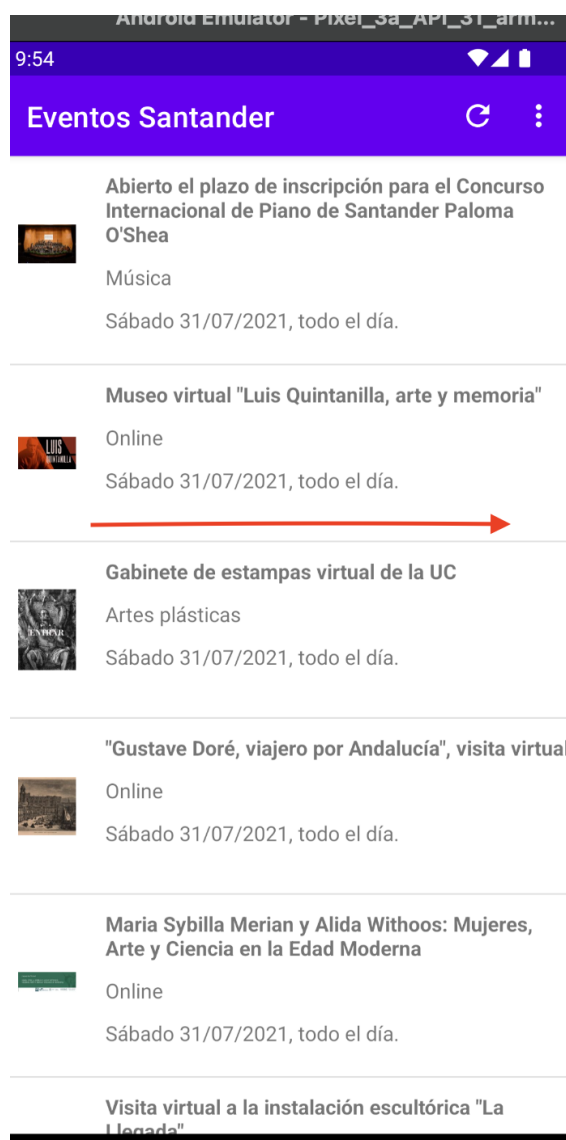 Android Emulator - Pixel_3a_API_31_arm...
9:54
Eventos Santander
Abierto el plazo de inscripción para el Concurso
Internacional de Piano de Santander Paloma
O'Shea
Música
Sábado 31/07/2021, todo el día.
Museo virtual "Luis Quintanilla, arte y memoria"
LUIS
QUINTANILLA
Online
Sábado 31/07/2021, todo el día.
Gabinete de estampas virtual de la UC
ENTRAR
Artes plásticas
Sábado 31/07/2021, todo el día.
"Gustave Doré, viajero por Andalucía", visita virtual
Online
Sábado 31/07/2021, todo el día.
Maria Sybilla Merian y Alida Withoos: Mujeres,
Arte y Ciencia en la Edad Moderna
Online
Sábado 31/07/2021, todo el día.
Visita virtual a la instalación escultórica "La
Llegada"